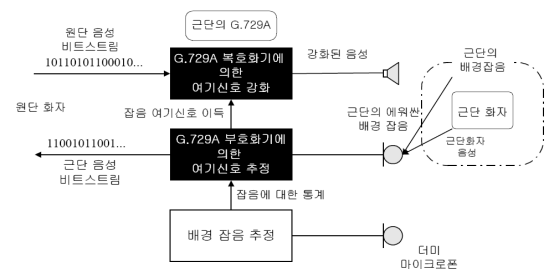 근단의 G.729A
원단 음성
비트스트림
10110101100010...
G.729A 복호화기에
의한
여기신호 강화
강화된 음성
근단의
배경잡음
원단 화자
잡음 여기신호 이득
근단의 에워싼
배경 잡음
근단 화자
11001011001...
G.729A 부호화기에
의한
여기신호 추정
근단화자
음성
근단 음성
비트스트림
잡음에 대한 통계
배경 잡음 추정
더미
마이크로폰